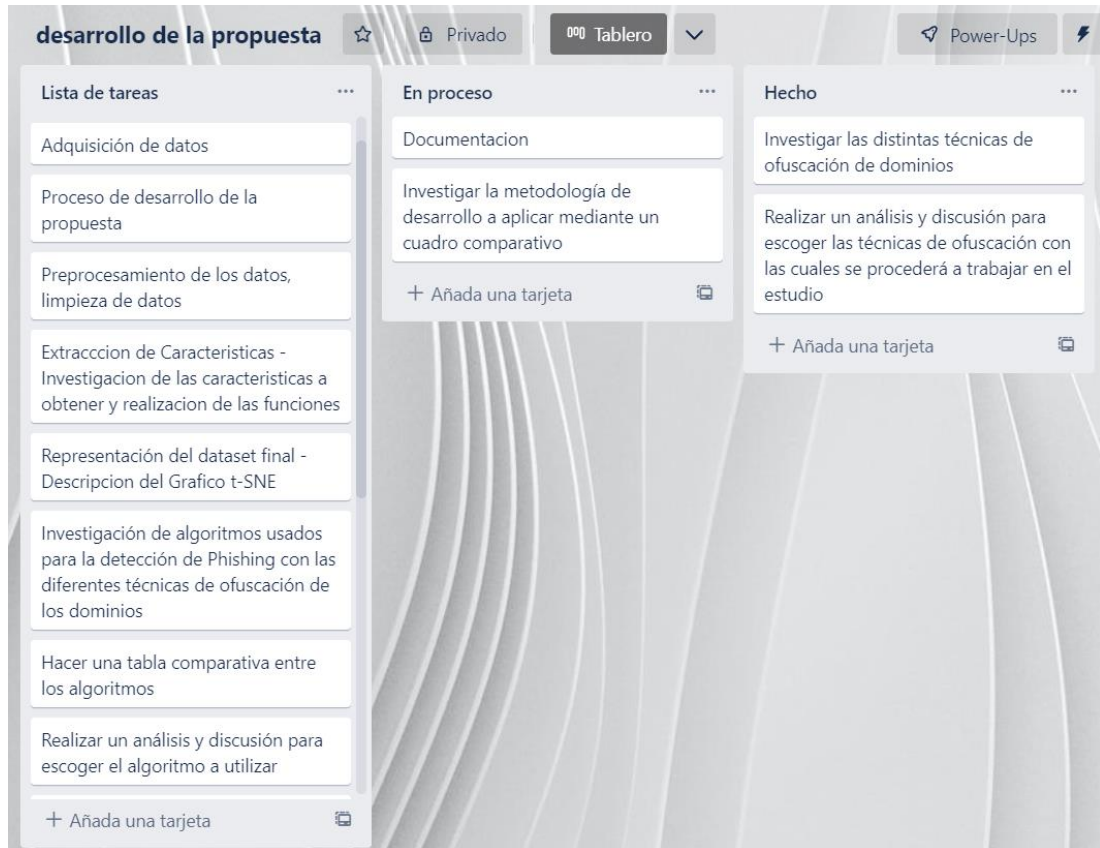 desarrollo de la propuesta
Privado
Tablero
Power-Ups
Lista de tareas
Adquisición de datos
Proceso de desarrollo de la
propuesta
Preprocesamiento de los datos,
limpieza de datos
Extracccion de Caracteristicas -
Investigacion de las caracteristicas a
obtener y realizacion de las funciones
Representación del dataset final -
Descripcion del Grafico t-SNE
Investigación de algoritmos usados
para la detección de Phishing con las
diferentes técnicas de ofuscación de
los dominios
Hacer una tabla comparativa entre
los algoritmos
Realizar un análisis y discusión para
escoger el algoritmo a utilizar
+ Añada una tarjeta
En proceso
Documentacion
Investigar la metodología de
desarrollo a aplicar mediante un
cuadro comparativo
+ Añada una tarjeta
Hecho
Investigar las distintas técnicas de
ofuscación de dominios
Realizar un análisis y discusión para
escoger las técnicas de ofuscación con
las cuales se procederá a trabajar en el
estudio
+ Añada una tarjeta